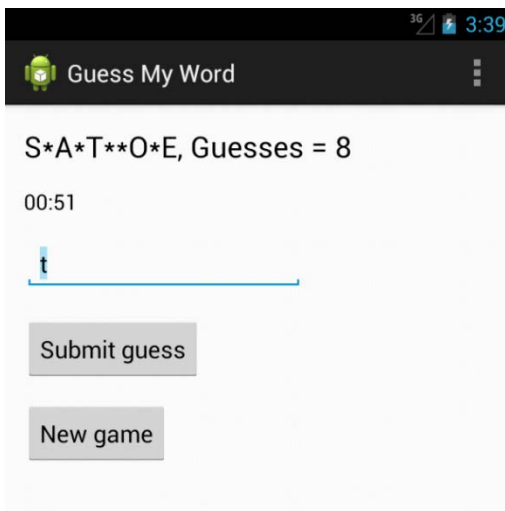 3G 3:39
Guess My Word
S*A*T**O*E, Guesses = 8
00:51
t
Submit guess
New game